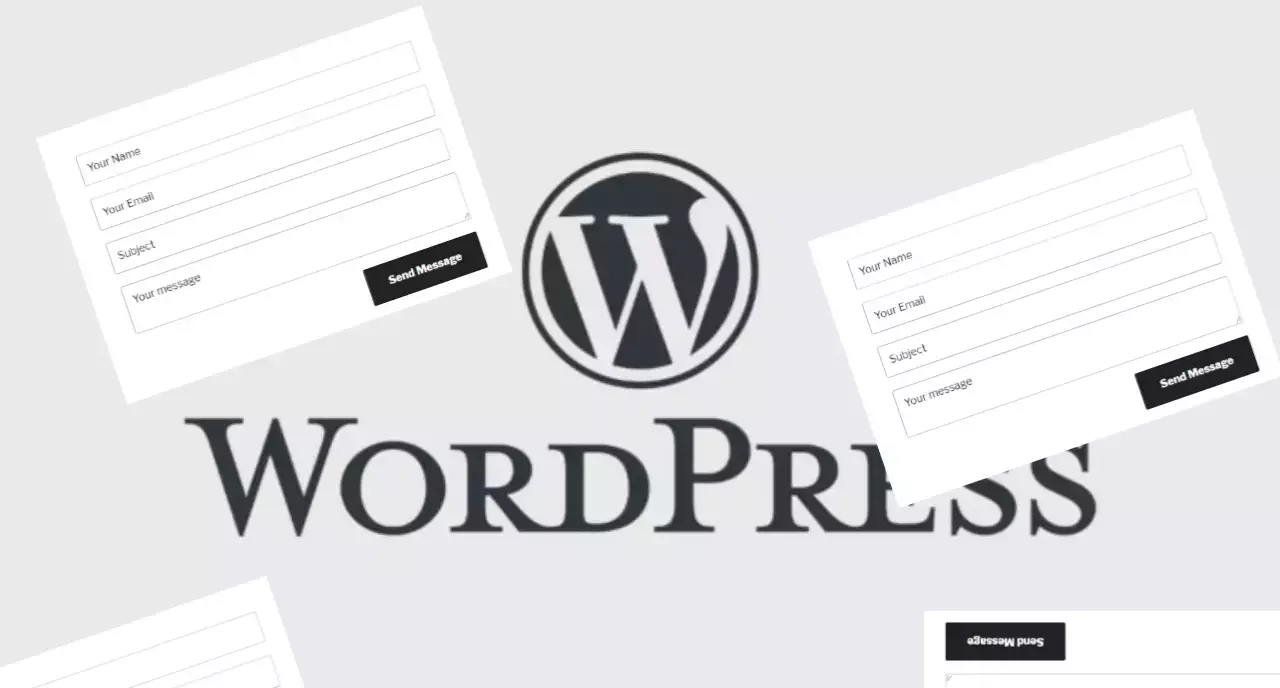 Your Name
Your Email
Subject
Your message
Send Message
W
WORDPRESS
Your Name
Your Email
Subject
Your message
Send Message
Send Message